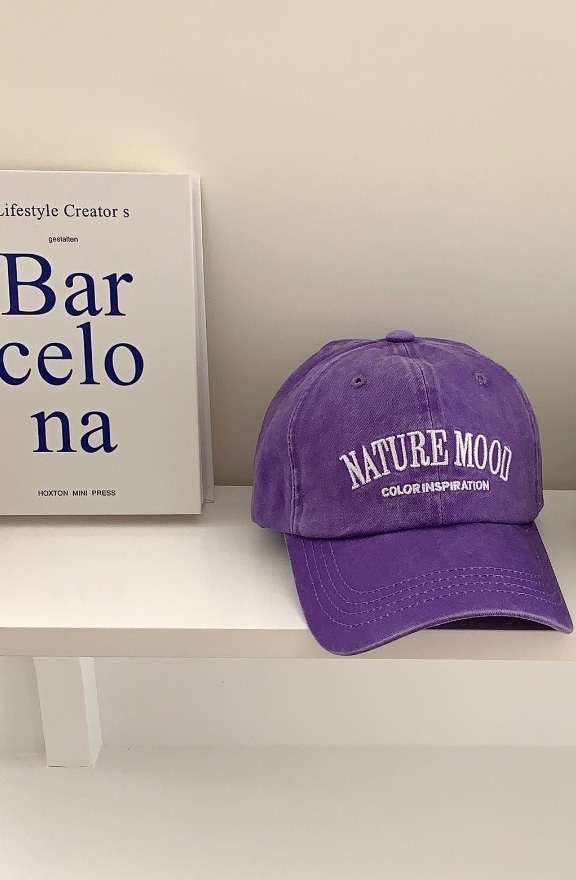 Lifestyle Creator s
gestalten
Bar
celo
na
HOXTON MINI PRESS
NATURE MOOD
COLOR INSPIRATION